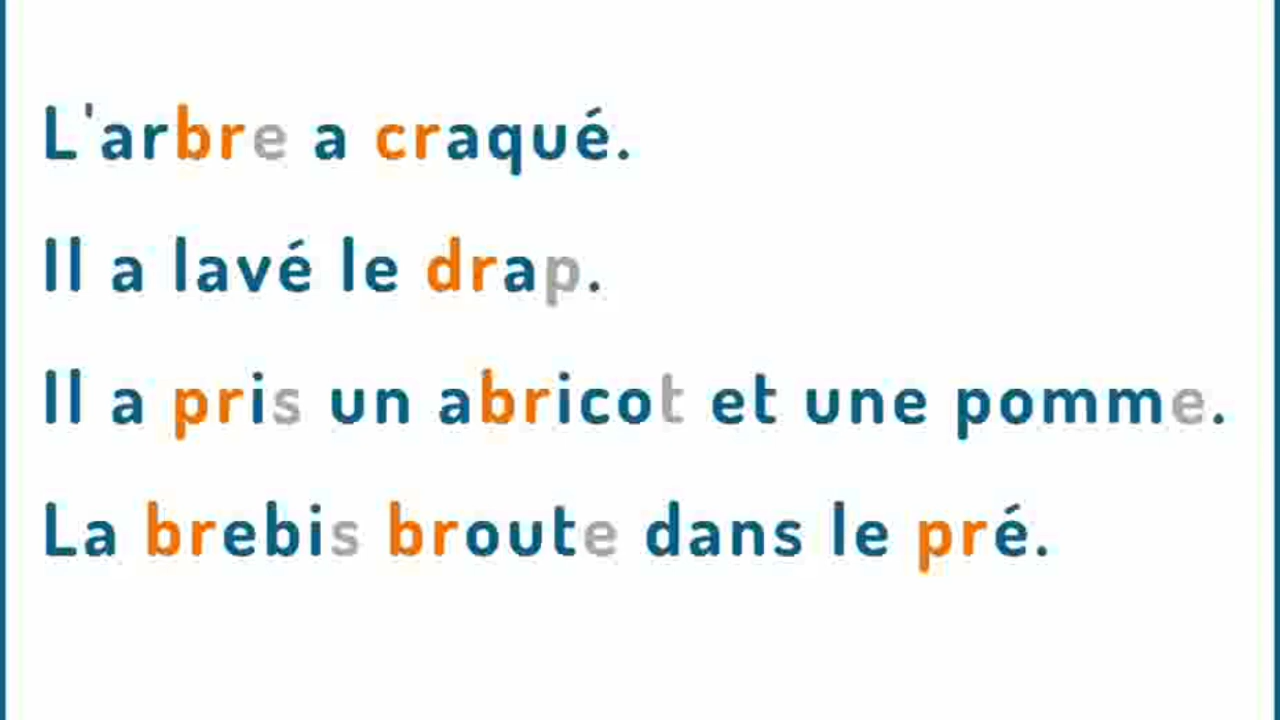 L'arbre a craqué.
Il a lavé le drap.
Il a pris un abricot et une pomme.
La brebis broute dans le pré.